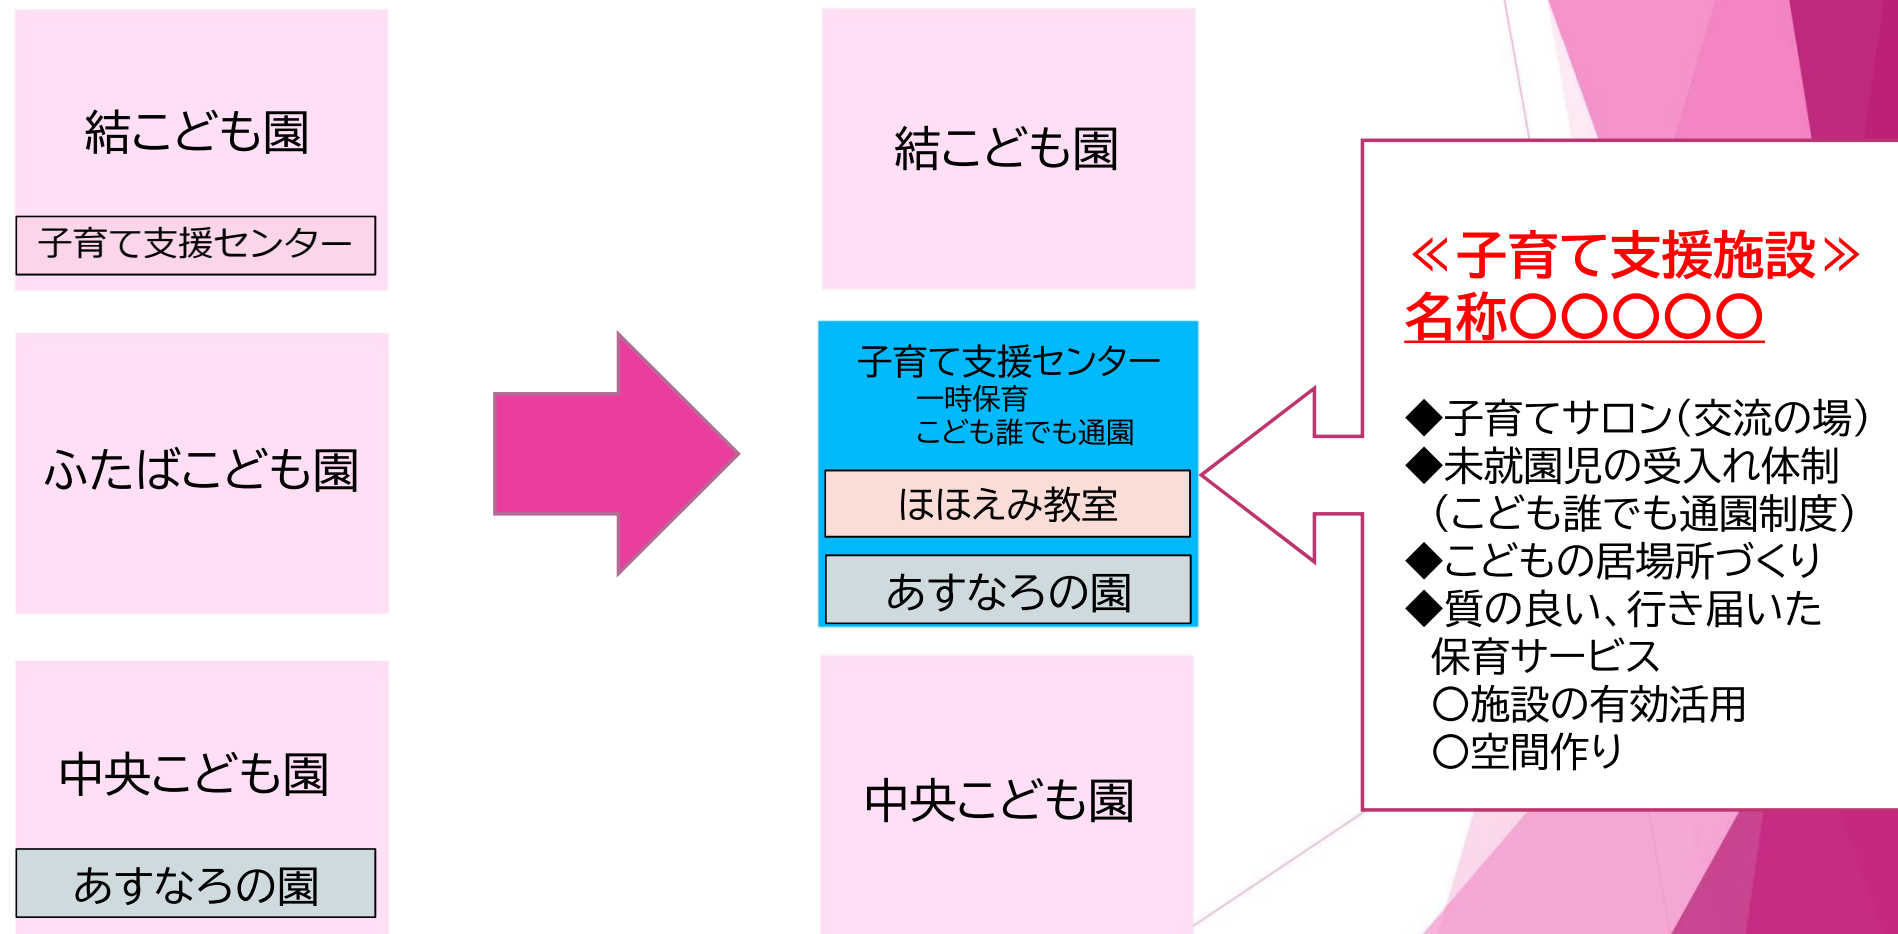 結こども園
子育て支援センター
ふたばこども園
中央こども園
あすなろの園
結こども園
子育て支援センター
一時保育
こども誰でも通園
ほほえみ教室
あすなろの園
中央こども園
≪子育て支援施設≫
名称〇〇〇〇〇
◆子育てサロン(交流の場)
◆未就園児の受入れ体制
(こども誰でも通園制度)
◆こどもの居場所づくり
◆質の良い、行き届いた
保育サービス
〇施設の有効活用
〇空間作り